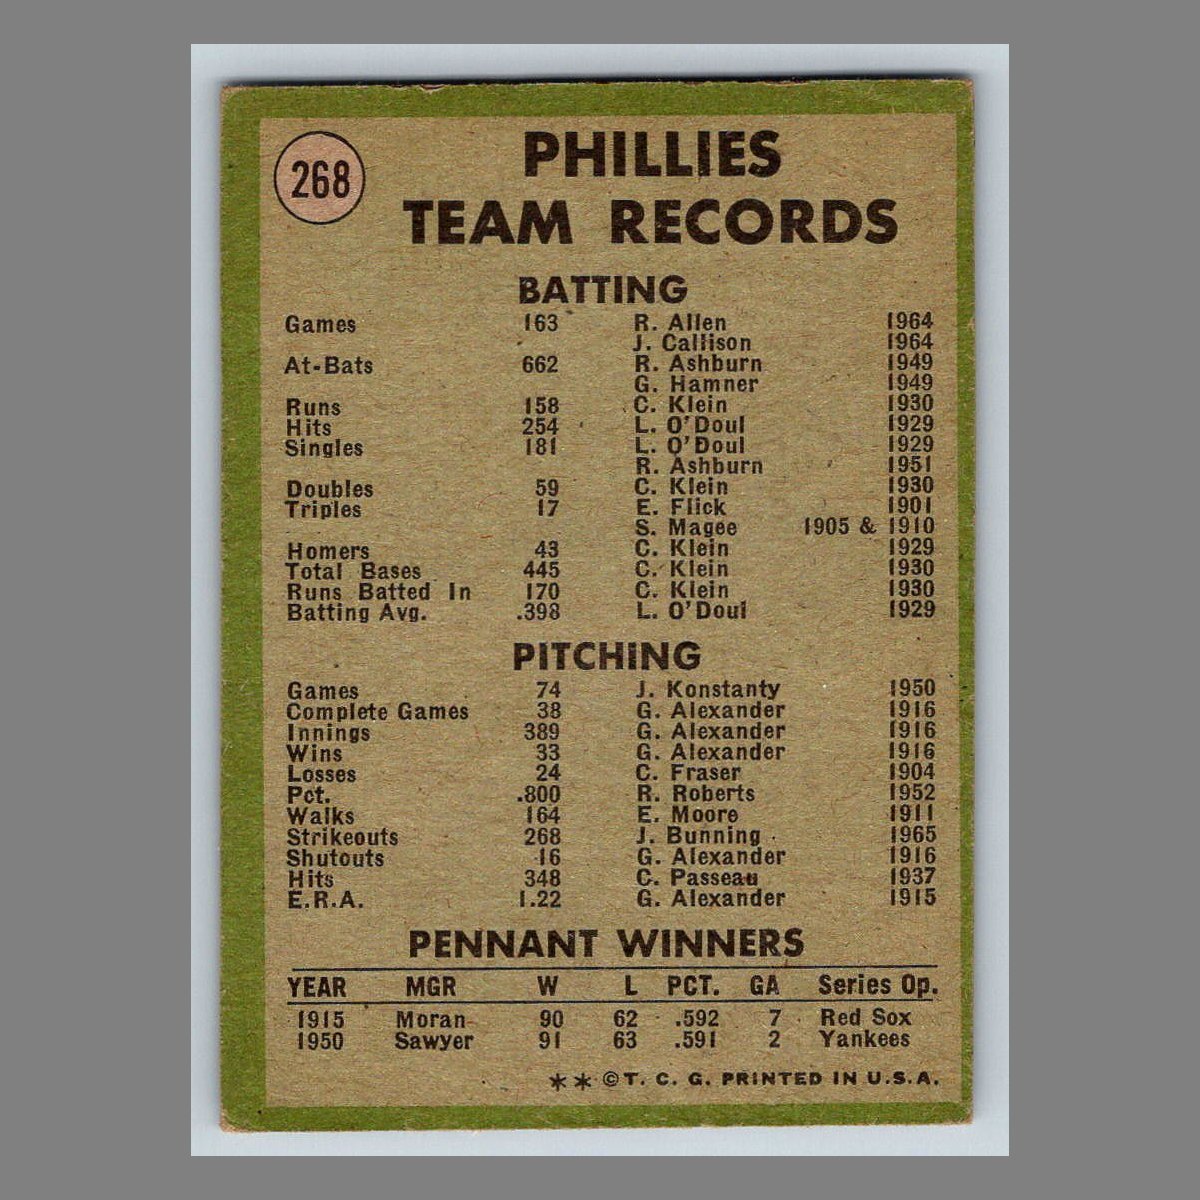 268
PHILLIES
TEAM RECORDS
BATTING
Games 163 R. Allen 1964
J. Callison 1964
At-Bats 662 R. Ashburn 1949
G. Hamner 1949
Runs 158 C. Klein 1930
Hits 254 L. O'Doul 1929
Singles 181 L. O'Doul 1929
R. Ashburn 1951
Doubles 59 C. Klein 1930
Triples 17 E. Flick 1901
S. Magee 1905 & 1910
Homers 43 C. Klein 1929
Total Bases 445 C. Klein 1930
Runs Batted In 170 C. Klein 1930
Batting Avg. .398 L. O'Doul 1929
PITCHING
Games 74 J. Konstanty 1950
Complete Games 38 G. Alexander 1916
Innings 389 G. Alexander 1916
Wins 33 G. Alexander 1916
Losses 24 C. Fraser 1904
Pct. .800 R. Roberts 1952
Walks 164 E. Moore 1911
Strikeouts 268 J. Bunning 1965
Shutouts 16 G. Alexander 1916
Hits 348 C. Passeau 1937
E.R.A. 1.22 G. Alexander 1915
PENNANT WINNERS
YEAR MGR W L PCT. GA Series Op.
1915 Moran 90 62 .592 7 Red Sox
1950 Sawyer 91 63 .591 2 Yankees
** ©T. C. G. PRINTED IN U.S.A.